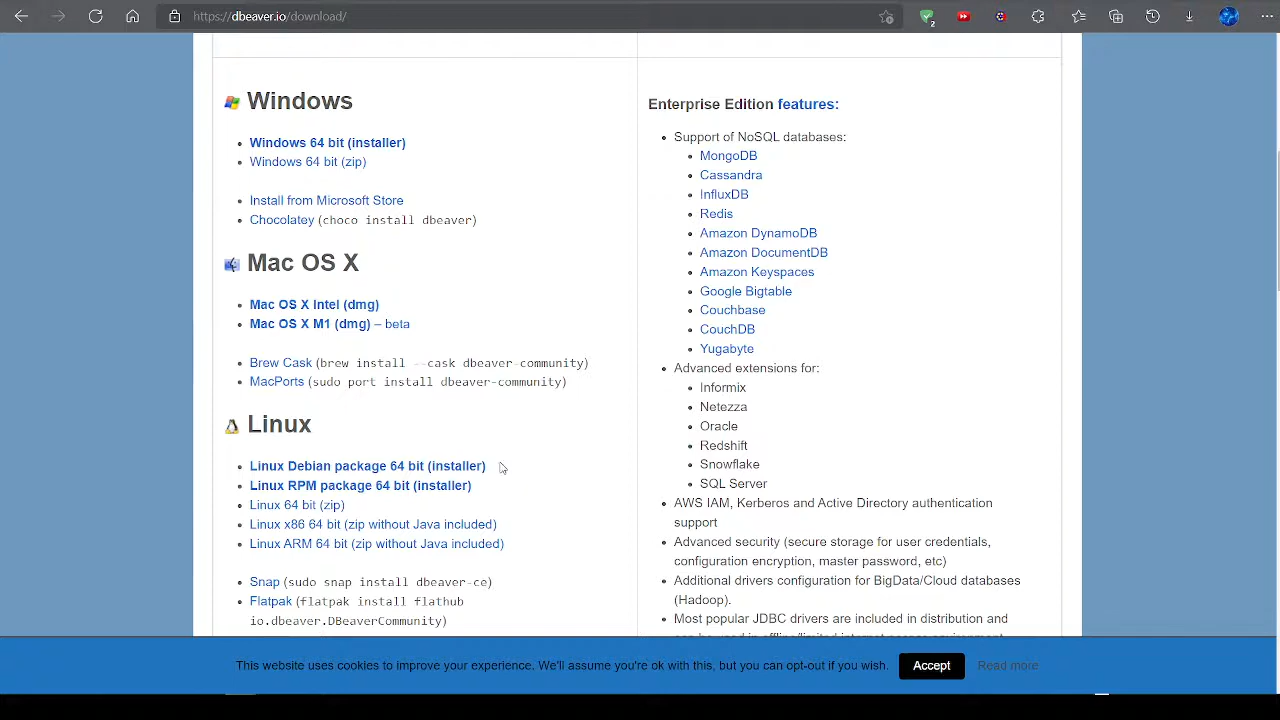 https://dbeaver.io/download/
2
Windows
Windows 64 bit (installer)
Windows 64 bit (zip)
Install from Microsoft Store
Chocolatey (choco install dbeaver)
Mac OS X
Mac OS X Intel (dmg)
Mac OS X M1 (dmg) – beta
Brew Cask (brew install --cask dbeaver-community)
MacPorts (sudo port install dbeaver-community)
Linux
Linux Debian package 64 bit (installer)
Linux RPM package 64 bit (installer)
Linux 64 bit (zip)
Linux x86 64 bit (zip without Java included)
Linux ARM 64 bit (zip without Java included)
Snap (sudo snap install dbeaver-ce)
Flatpak (flatpak install flathub
io.dbeaver.DBeaverCommunity)
Enterprise Edition features:
Support of NoSQL databases:
MongoDB
Cassandra
InfluxDB
Redis
Amazon DynamoDB
Amazon DocumentDB
Amazon Keyspaces
Google Bigtable
Couchbase
CouchDB
Yugabyte
Advanced extensions for:
Informix
Netezza
Oracle
Redshift
Snowflake
SQL Server
AWS IAM, Kerberos and Active Directory authentication
support
Advanced security (secure storage for user credentials,
configuration encryption, master password, etc)
Additional drivers configuration for BigData/Cloud databases
(Hadoop).
Most popular JDBC drivers are included in distribution and
This website uses cookies to improve your experience. We'll assume you're ok with this, but you can opt-out if you wish.
Accept
Read more